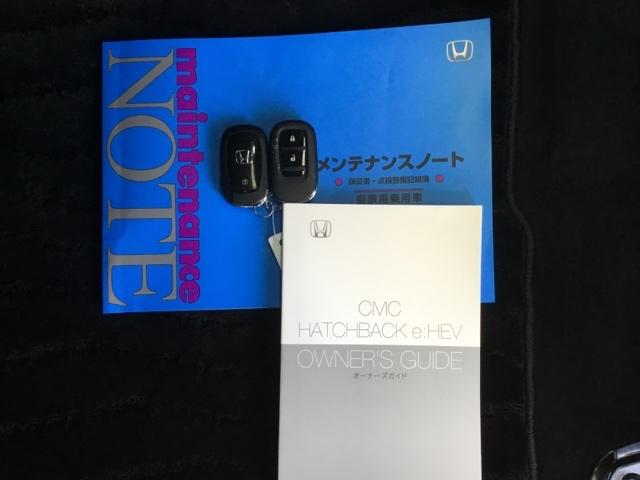 maintenance
NOTE
メンテナンスノート
保証書・点検整備記録簿
自家用乗用車
CMC
HATCHBACK e:HEV
OWNER'S GUIDE
オーナーズガイド